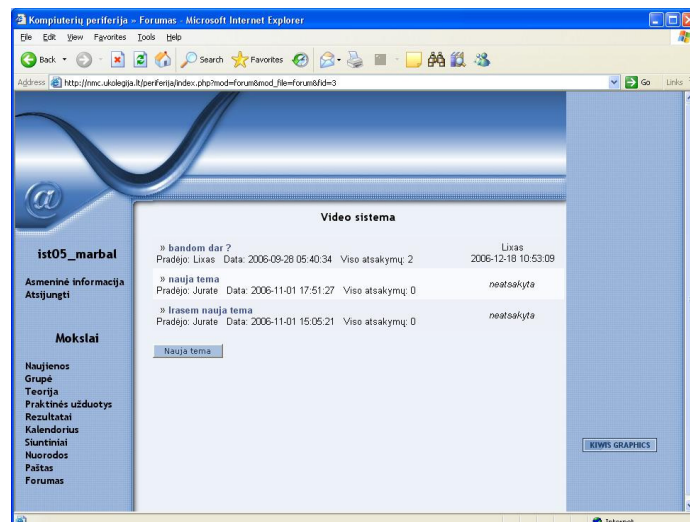 Kompiuterių periferija » Forumas - Microsoft Internet Explorer
File Edit View Favorites Tools Help
Back Search Favorites
Address http://nmc.ukolegija.lt/periferija/index.php?mod=forum&mod_file=forum&fid=3 Go Links
@
Video sistema
ist05_marbal
Asmeninė informacija
Atsijungti
» bandom dar ? Lixas
Pradėjo: Lixas Data: 2006-09-28 05:40:34 Viso atsakymų: 2 2006-12-18 10:53:09
» nauja tema neatsakyta
Pradėjo: Jurate Data: 2006-11-01 17:51:27 Viso atsakymų: 0
» Irasem nauja tema neatsakyta
Pradėjo: Jurate Data: 2006-11-01 15:05:21 Viso atsakymų: 0
Nauja tema
Mokslai
Naujienos
Grupė
Teorija
Praktinės užduotys
Rezultatai
Kalendorius
Siuntiniai
Nuorodos
Paštas
Forumas
KIWIS GRAPHICS
Internet